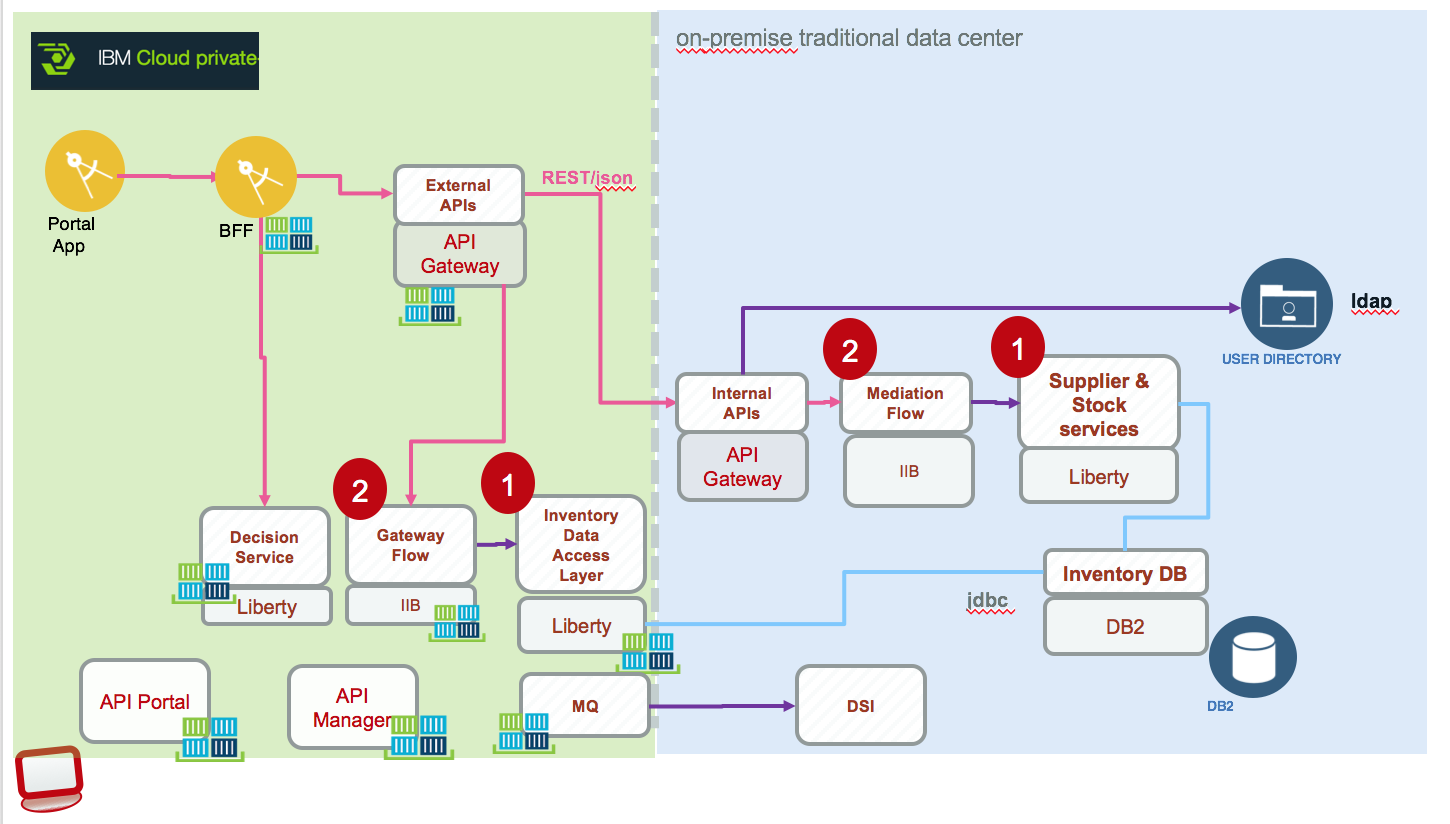 IBM Cloud private
on-premise traditional data center
Portal
App
BFF
External
APIs
API
Gateway
REST/json
ldap
USER DIRECTORY
2
1
Internal
APIs
API
Gateway
Mediation
Flow
IIB
Supplier &
Stock
services
Liberty
2
1
Decision
Service
Liberty
Gateway
Flow
IIB
Inventory
Data
Access
Layer
Liberty
jdbc
Inventory DB
DB2
DB2
API Portal
API
Manager
MQ
DSI